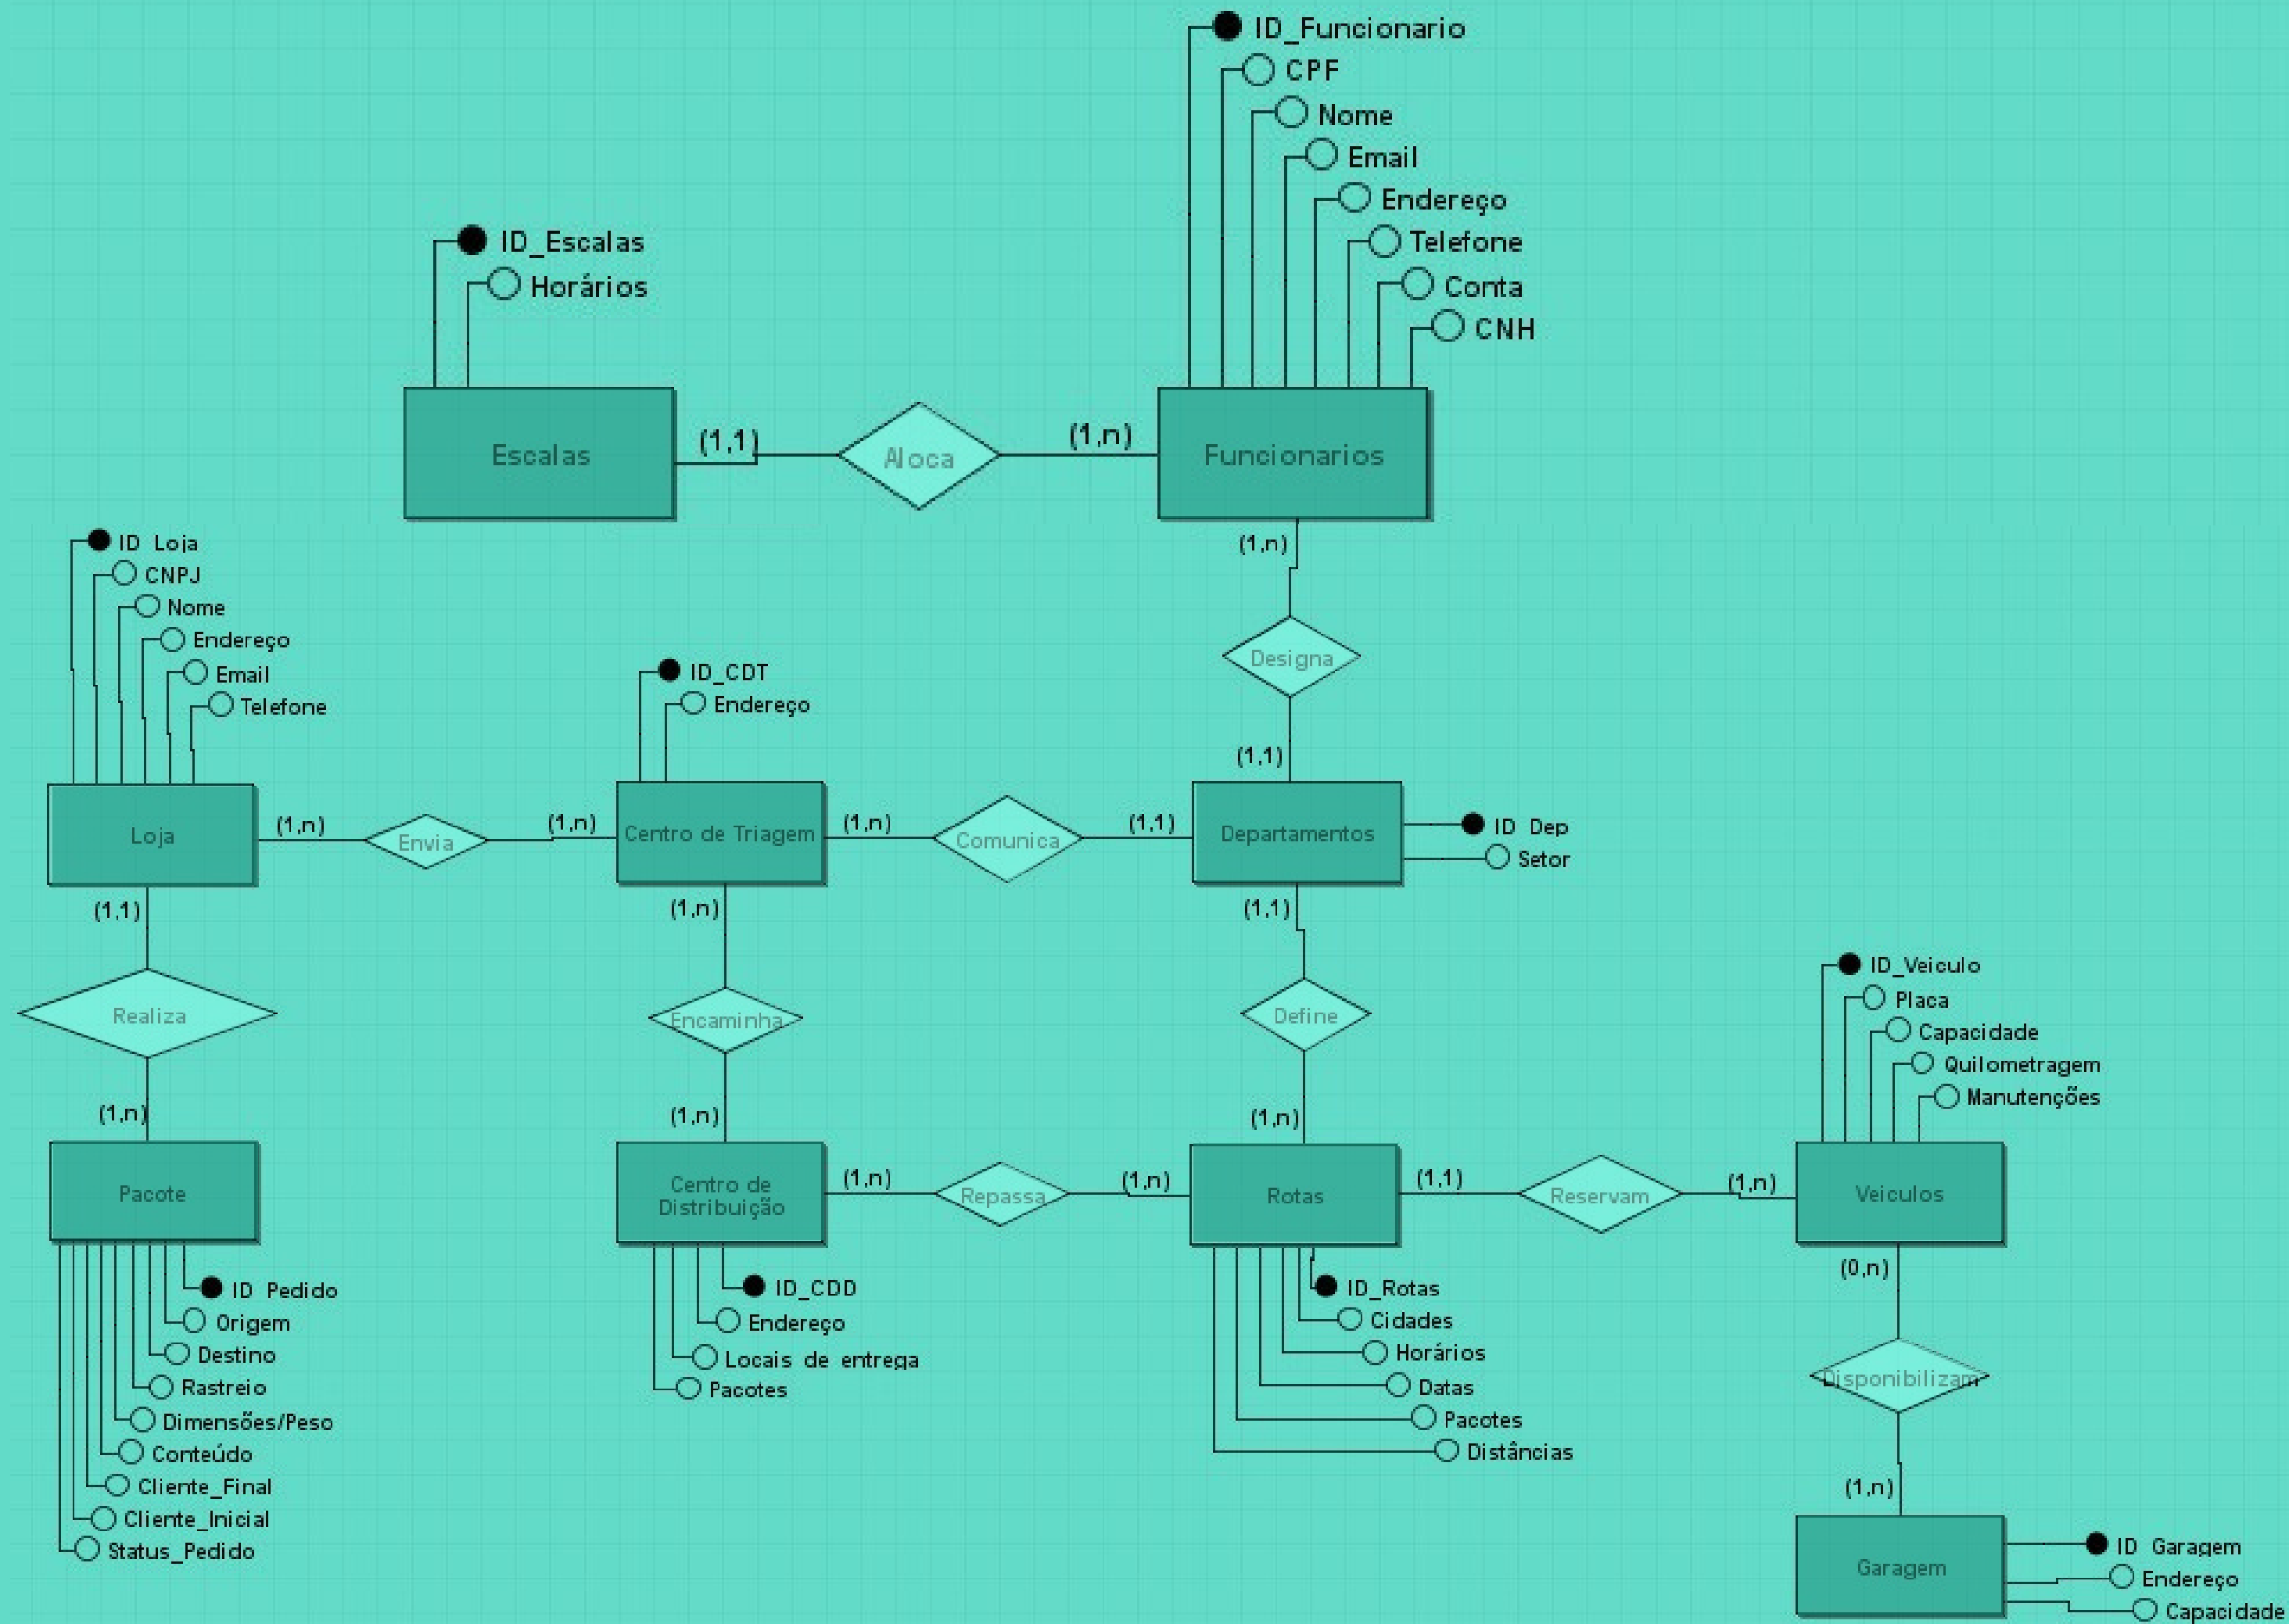 ID_Funcionario
CPF
Nome
Email
Endereço
Telefone
Conta
CNH
ID_Escalas
Horários
Escalas
(1,1)
Aloca
(1,n)
Funcionarios
(1,n)
Designa
(1,1)
ID_Loja
CNPJ
Nome
Endereço
Email
Telefone
ID_CDT
Endereço
Loja
(1,n)
Envia
(1,n)
Centro de Triagem
(1,n)
Comunica
(1,1)
Departamentos
ID_Dep
Setor
(1,1)
Realiza
(1,n)
(1,n)
Encaminha
(1,n)
(1,1)
Define
(1,n)
ID_Veiculo
Placa
Capacidade
Quilometragem
Manutenções
Pacote
Centro de
Distribuição
(1,n)
Repassa
(1,n)
Rotas
(1,1)
Reservam
(1,n)
Veiculos
ID_Pedido
Origem
Destino
Rastreio
Dimensões/Peso
Conteúdo
Cliente_Final
Cliente_Inicial
Status_Pedido
ID_CDD
Endereço
Locais de entrega
Pacotes
ID_Rotas
Cidades
Horários
Datas
Pacotes
Distâncias
(0,n)
Disponibilizam
(1,n)
Garagem
ID_Garagem
Endereço
Capacidade